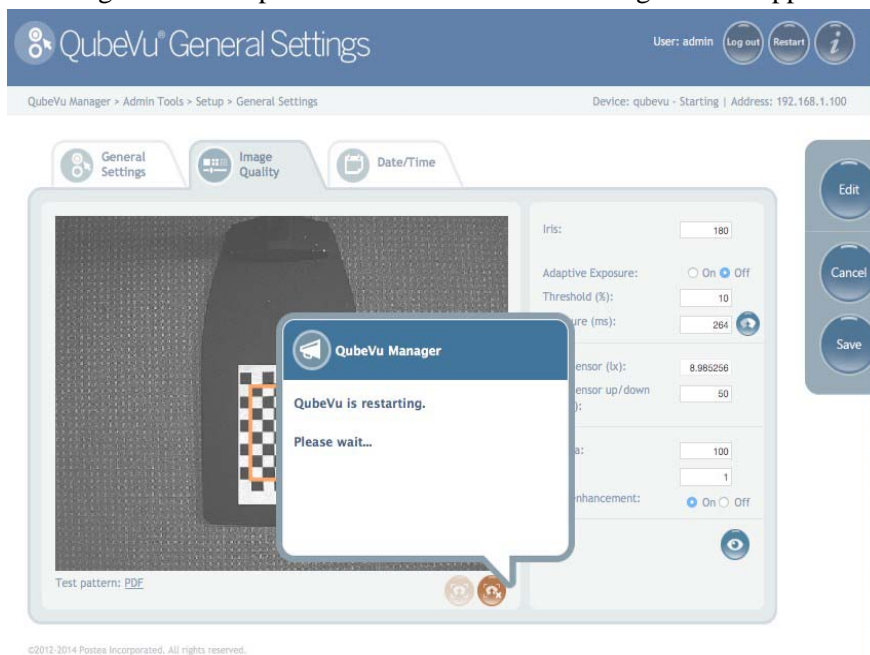 QubeVu® General Settings
User: admin
Log out
Restart
i
QubeVu Manager > Admin Tools > Setup > General Settings
Device: qubevu - Starting | Address: 192.168.1.100
General
Settings
Image
Quality
Date/Time
Edit
Cancel
Save
Iris: 180
Adaptive Exposure: On Off
Threshold (%): 10
ure (ms): 264
ensor (lx): 8.985256
ensor up/down 50
):
a: 100
1
nhancement: On Off
QubeVu Manager
QubeVu is restarting.
Please wait...
Test pattern: PDF
©2012-2014 Postea Incorporated. All rights reserved.